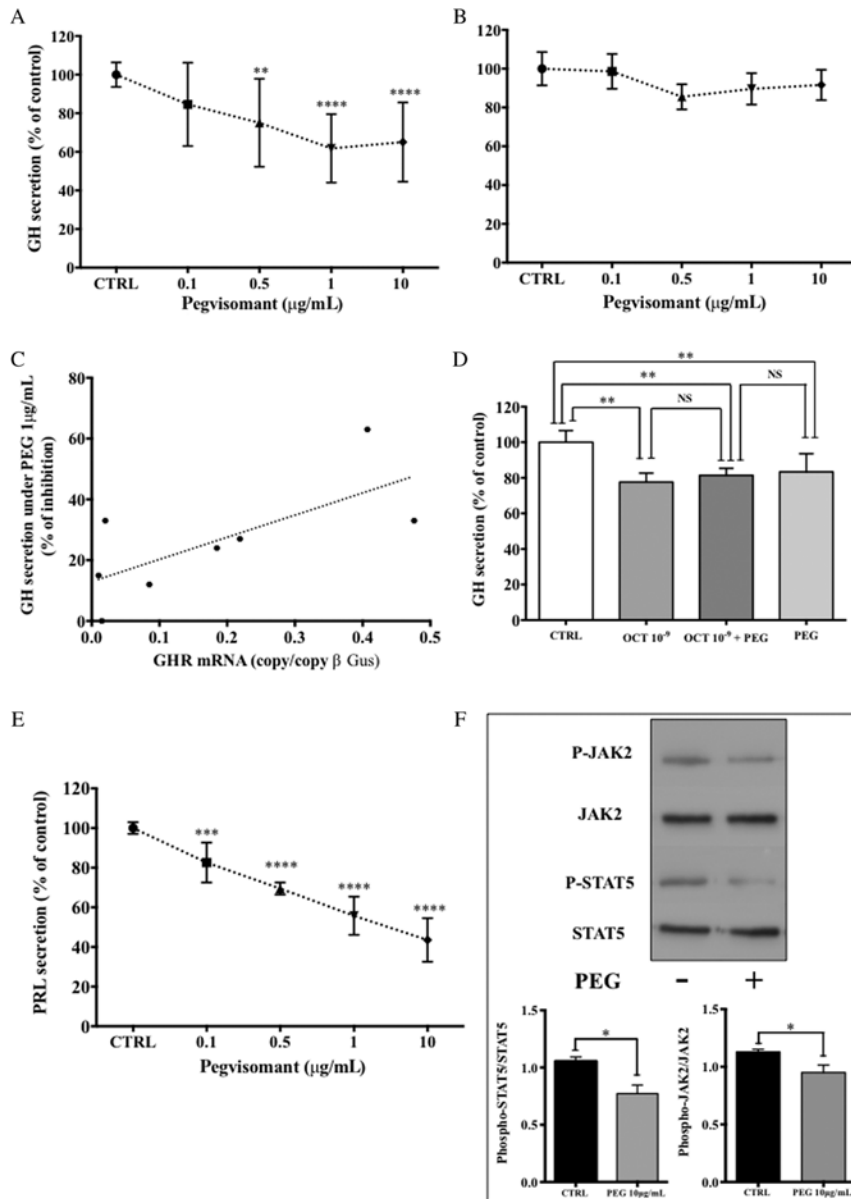 A
GH secretion (% of control)
120
100
80
60
40
20
0
**
****
****
CTRL 0.1 0.5 1 10
Pegvisomant (μg/mL)
B
GH secretion (% of control)
120
100
80
60
40
20
0
CTRL 0.1 0.5 1 10
Pegvisomant (μg/mL)
C
GH secretion under PEG 1μg/mL
(% of inhibition)
80
60
40
20
0
0.0 0.1 0.2 0.3 0.4 0.5
GHR mRNA (copy/copy β Gus)
D
GH secretion (% of control)
120
100
80
60
40
20
0
**
**
NS
**
NS
CTRL OCT 10⁻⁹ OCT 10⁻⁹ + PEG PEG
E
PRL secretion (% of control)
120
100
80
60
40
20
0
***
****
****
****
CTRL 0.1 0.5 1 10
Pegvisomant (μg/mL)
F
P-JAK2
JAK2
P-STAT5
STAT5
PEG - +
Phospho-STAT5/STAT5
1.5
1.0
0.5
0.0
*
CTRL PEG 10μg/mL
Phospho-JAK2/JAK2
1.5
1.0
0.5
0.0
*
CTRL PEG 10μg/mL